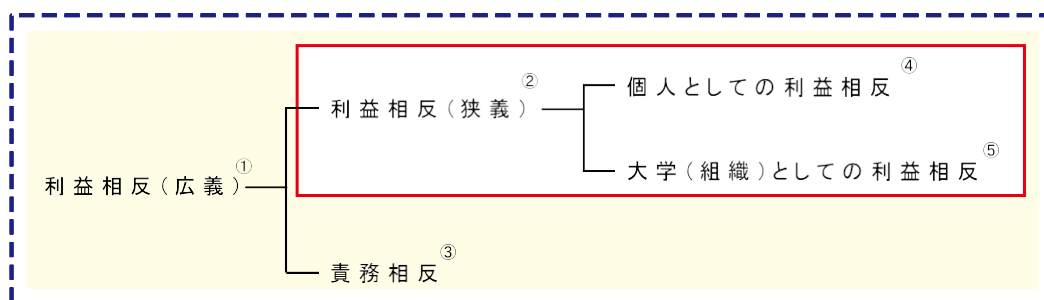 利益相反(広義)①
利益相反(狭義)②
個人としての利益相反④
大学(組織)としての利益相反⑤
責務相反③